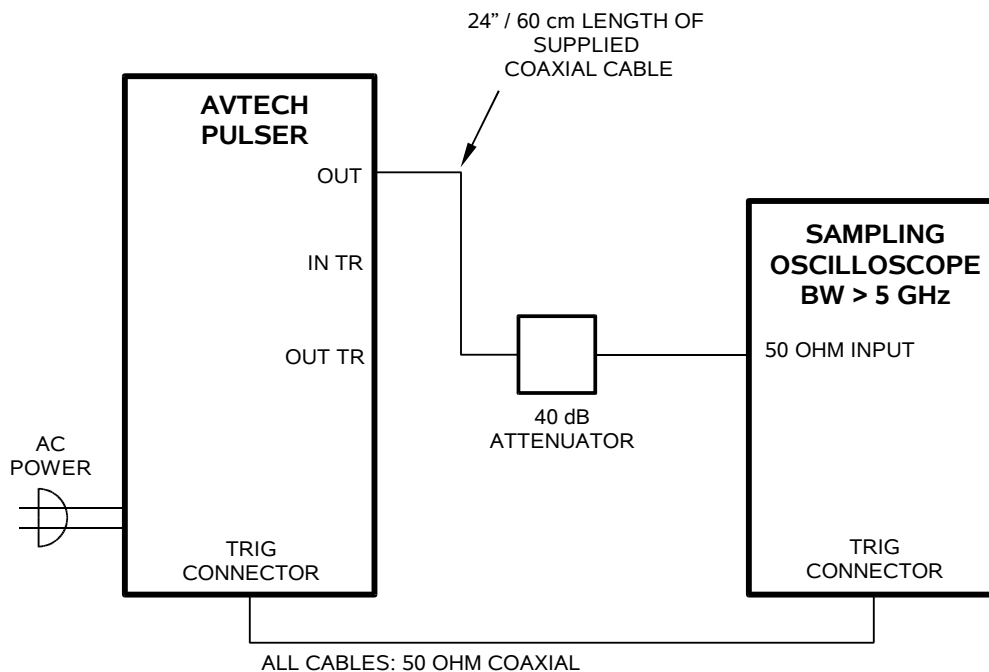 24” / 60 cm LENGTH OF
SUPPLIED
COAXIAL CABLE
AVTECH
PULSER
OUT
IN TR
OUT TR
SAMPLING
OSCILLOSCOPE
BW > 5 GHz
50 OHM INPUT
40 dB
ATTENUATOR
AC
POWER
TRIG
CONNECTOR
TRIG
CONNECTOR
ALL CABLES: 50 OHM COAXIAL